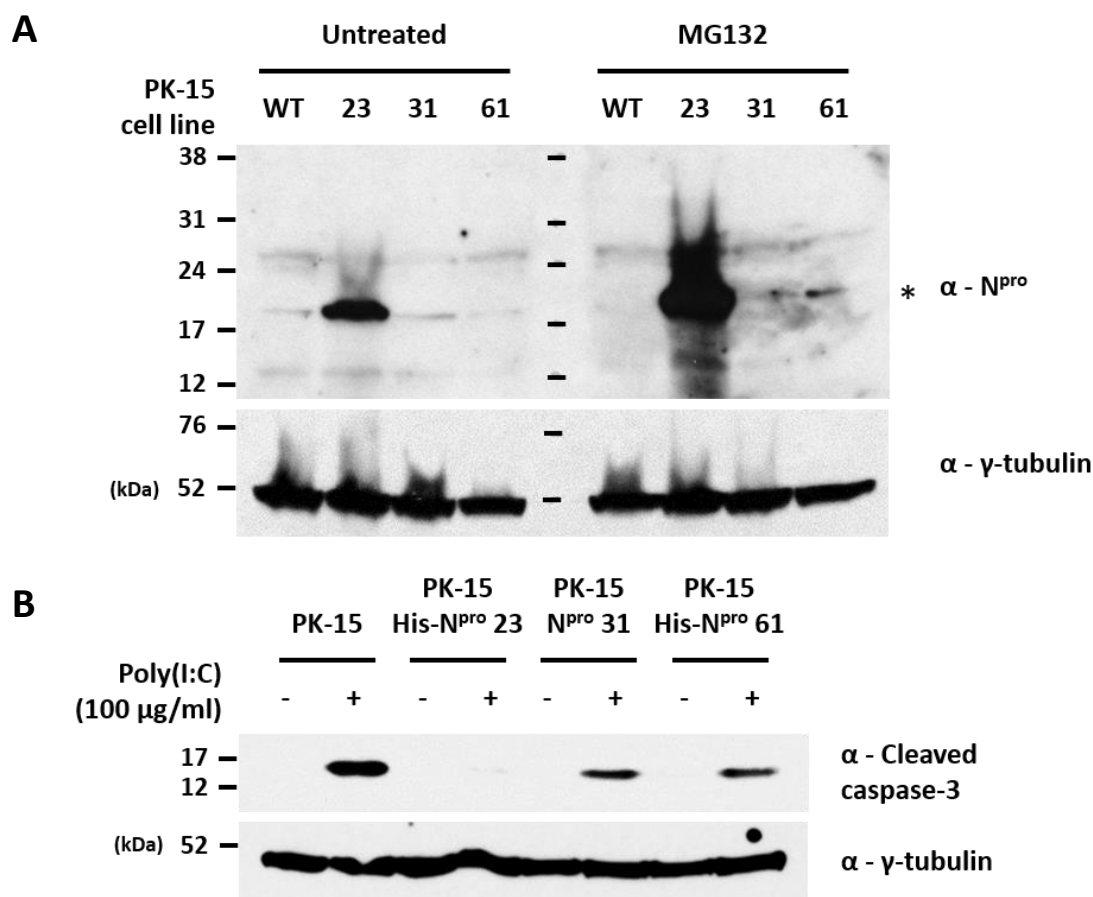 A
Untreated MG132
PK-15
cell line
WT 23 31 61 WT 23 31 61
38
31
24
17
12
* α - Nᵖʳᵒ
76
(kDa) 52
α - γ-tubulin
B
PK-15
PK-15
His-Nᵖʳᵒ 23
PK-15
Nᵖʳᵒ 31
PK-15
His-Nᵖʳᵒ 61
Poly(I:C)
(100 µg/ml)
- + - + - + - +
17
12
α - Cleaved
caspase-3
(kDa) 52
α - γ-tubulin